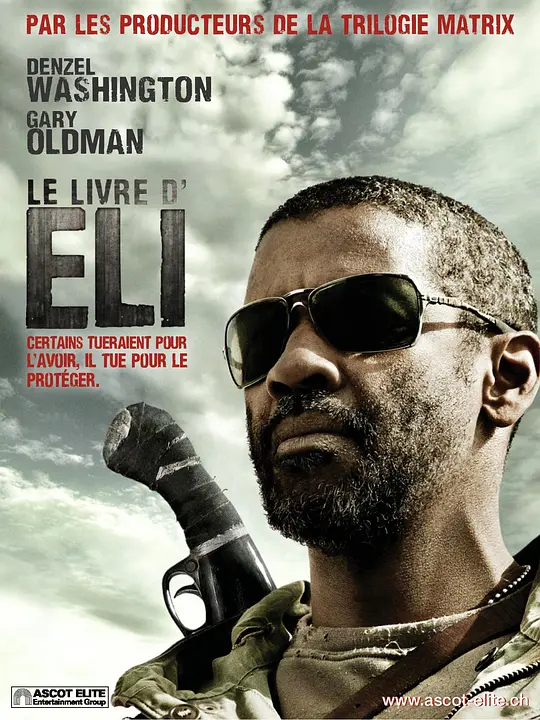 PAR LES PRODUCTEURS DE LA TRILOGIE MATRIX
DENZEL
WASHINGTON
GARY
OLDMAN
LE LIVRE D'
ELI
CERTAINS TUERAIENT POUR
L'AVOIR, IL TUE POUR LE
PROTÉGER.
ASCOT ELITE
Entertainment Group
www.ascot-elite.ch